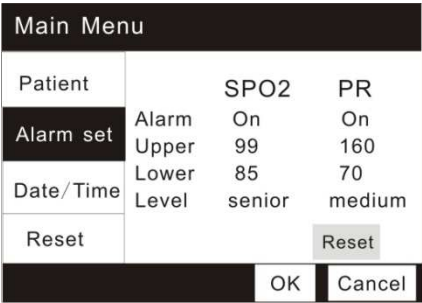 Main Menu
Patient
Alarm set
Date/Time
Reset
SPO2 PR
Alarm On On
Upper 99 160
Lower 85 70
Level senior medium
Reset
OK Cancel